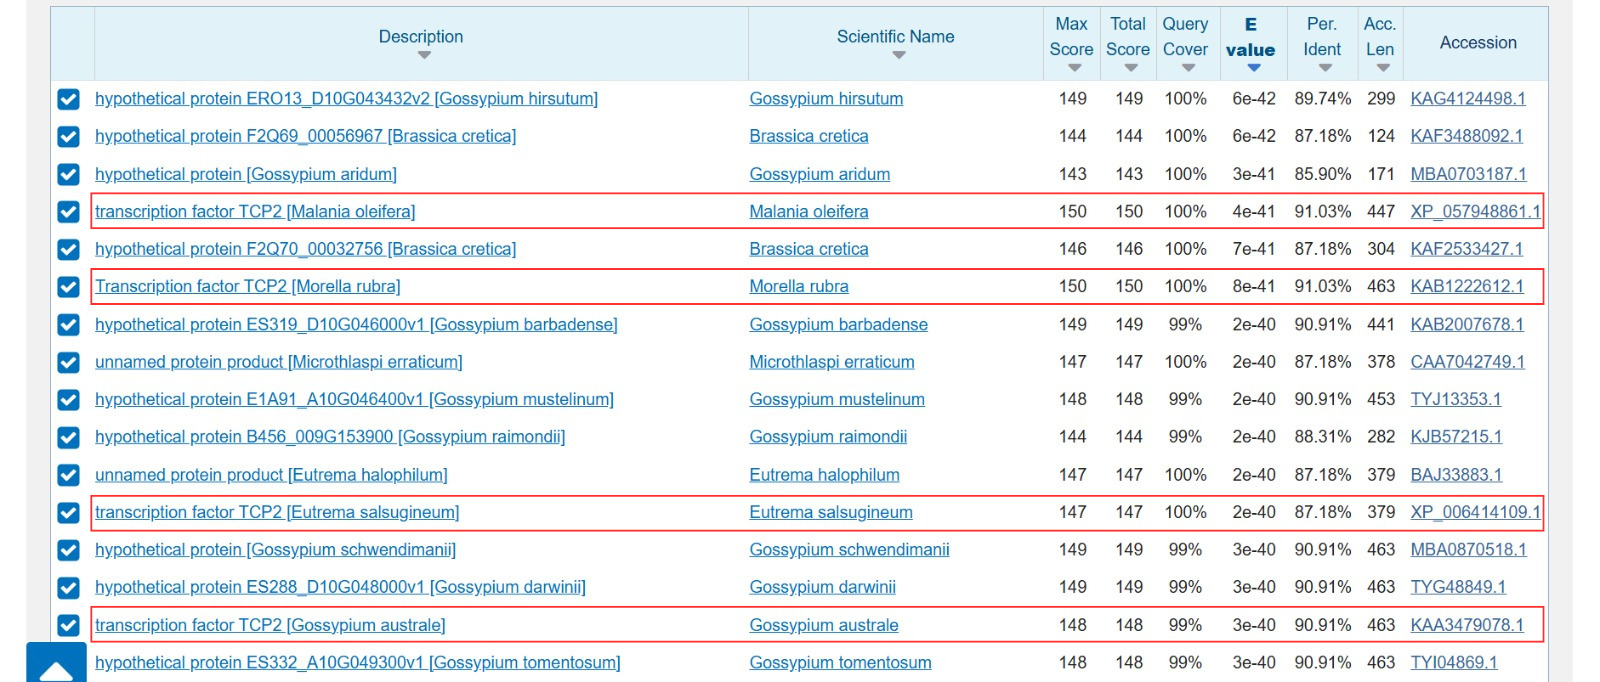 Description Scientific Name Max Score Total Score Query Cover E value Per. Ident Acc. Len Accession
hypothetical protein ERO13_D10G043432v2 [Gossypium hirsutum] Gossypium hirsutum 149 149 100% 6e-42 89.74% 299 KAG4124498.1
hypothetical protein F2Q69_00056967 [Brassica cretica] Brassica cretica 144 144 100% 6e-42 87.18% 124 KAF3488092.1
hypothetical protein [Gossypium aridum] Gossypium aridum 143 143 100% 3e-41 85.90% 171 MBA0703187.1
transcription factor TCP2 [Malania oleifera] Malania oleifera 150 150 100% 4e-41 91.03% 447 XP_057948861.1
hypothetical protein F2Q70_00032756 [Brassica cretica] Brassica cretica 146 146 100% 7e-41 87.18% 304 KAF2533427.1
Transcription factor TCP2 [Morella rubra] Morella rubra 150 150 100% 8e-41 91.03% 463 KAB1222612.1
hypothetical protein ES319_D10G046000v1 [Gossypium barbadense] Gossypium barbadense 149 149 99% 2e-40 90.91% 441 KAB2007678.1
unnamed protein product [Microthlaspi erraticum] Microthlaspi erraticum 147 147 100% 2e-40 87.18% 378 CAA7042749.1
hypothetical protein E1A91_A10G046400v1 [Gossypium mustelinum] Gossypium mustelinum 148 148 99% 2e-40 90.91% 453 TYJ13353.1
hypothetical protein B456_009G153900 [Gossypium raimondii] Gossypium raimondii 144 144 99% 2e-40 88.31% 282 KJB57215.1
unnamed protein product [Eutrema halophilum] Eutrema halophilum 147 147 100% 2e-40 87.18% 379 BAJ33883.1
transcription factor TCP2 [Eutrema salsugineum] Eutrema salsugineum 147 147 100% 2e-40 87.18% 379 XP_006414109.1
hypothetical protein [Gossypium schwendimanii] Gossypium schwendimanii 149 149 99% 3e-40 90.91% 463 MBA0870518.1
hypothetical protein ES288_D10G048000v1 [Gossypium darwinii] Gossypium darwinii 149 149 99% 3e-40 90.91% 463 TYG48849.1
transcription factor TCP2 [Gossypium australe] Gossypium australe 148 148 99% 3e-40 90.91% 463 KAA3479078.1
hypothetical protein ES332_A10G049300v1 [Gossypium tomentosum] Gossypium tomentosum 148 148 99% 3e-40 90.91% 463 TYI04869.1